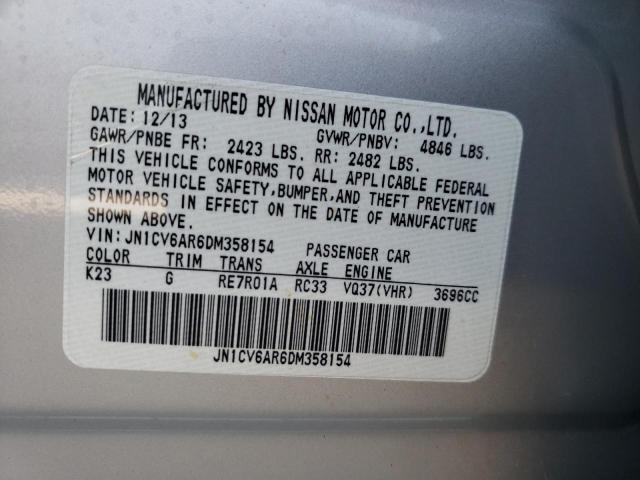 MANUFACTURED BY NISSAN MOTOR CO.,LTD.
DATE: 12/13 GVWR/PNBV: 4846 LBS.
GAWR/PNBE FR: 2423 LBS. RR: 2482 LBS.
THIS VEHICLE CONFORMS TO ALL APPLICABLE FEDERAL
MOTOR VEHICLE SAFETY,BUMPER,AND THEFT PREVENTION
STANDARDS IN EFFECT ON THE DATE OF MANUFACTURE
SHOWN ABOVE.
VIN:JN1CV6AR6DM358154 PASSENGER CAR
COLOR TRIM TRANS AXLE ENGINE
K23 G RE7R01A RC33 VQ37(VHR) 3696CC
JN1CV6AR6DM358154